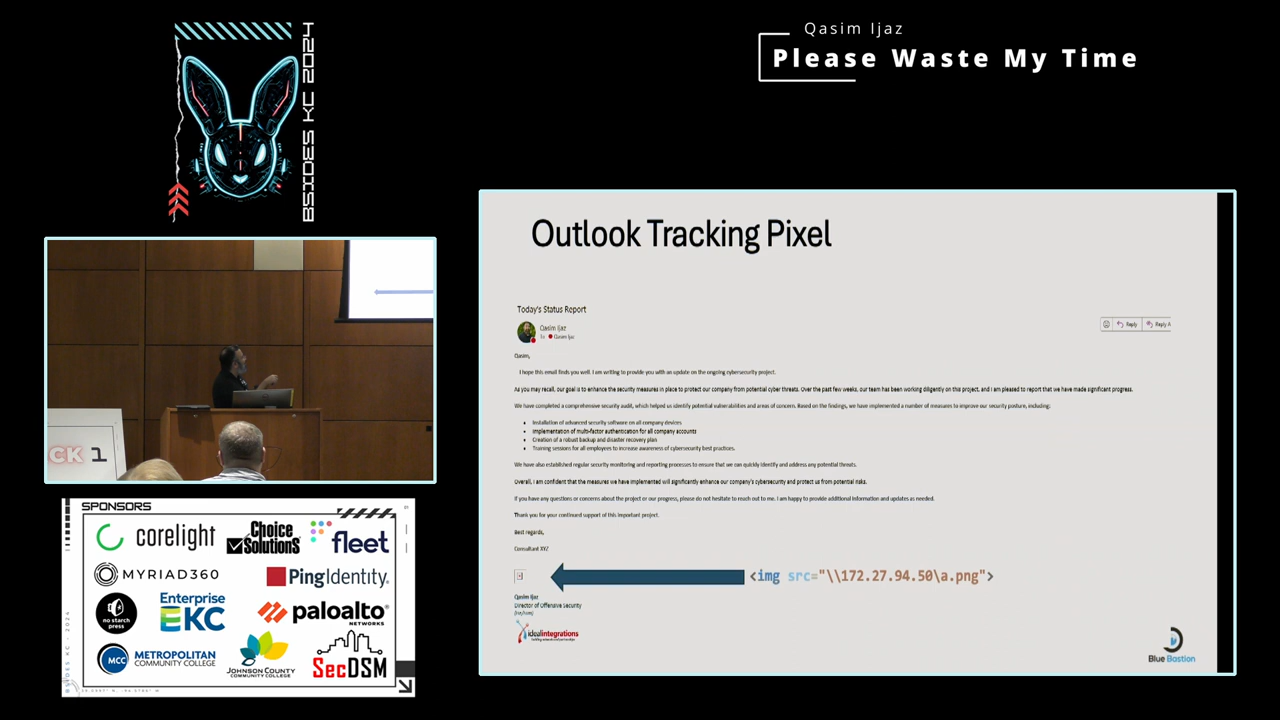 Qasim Ijaz
Please Waste My Time
BSIDES KC 2024
Outlook Tracking Pixel
Today's Status Report
Qasim Ijaz
To Qasim Ijaz
Reply
Reply A
Qasim,
I hope this email finds you well. I am writing to provide you with an update on the ongoing cybersecurity project.
As you may recall, our goal is to enhance the security measures in place to protect our company from potential cyber threats. Over the past few weeks, our team has been working diligently on this project, and I am pleased to report that we have made significant progress.
We have completed a comprehensive security audit, which helped us identify potential vulnerabilities and areas of concern. Based on the findings, we have implemented a number of measures to improve our security posture, including:
• Installation of advanced security software on all company devices
• Implementation of multi-factor authentication for all company accounts
• Creation of a robust backup and disaster recovery plan
• Training sessions for all employees to increase awareness of cybersecurity best practices.
We have also established regular security monitoring and reporting processes to ensure that we can quickly identify and address any potential threats.
Overall, I am confident that the measures we have implemented will significantly enhance our company's cybersecurity and protect us from potential risks.
If you have any questions or concerns about the project or our progress, please do not hesitate to reach out to me. I am happy to provide additional information and updates as needed.
Thank you for your continued support of this important project.
Best regards,
Consultant XYZ
<img src="\\172.27.94.50\a.png">
Qasim Ijaz
Director of Offensive Security
(He/Him)
idealintegrations
Blue Bastion
CK 1
SPONSORS
corelight
Choice Solutions
fleet
MYRIAD360
PingIdentity
no starch press
Enterprise KC
paloalto NETWORKS
MCC METROPOLITAN COMMUNITY COLLEGE
JOHNSON COUNTY COMMUNITY COLLEGE
SecDSM
BSIDES KC - 2024